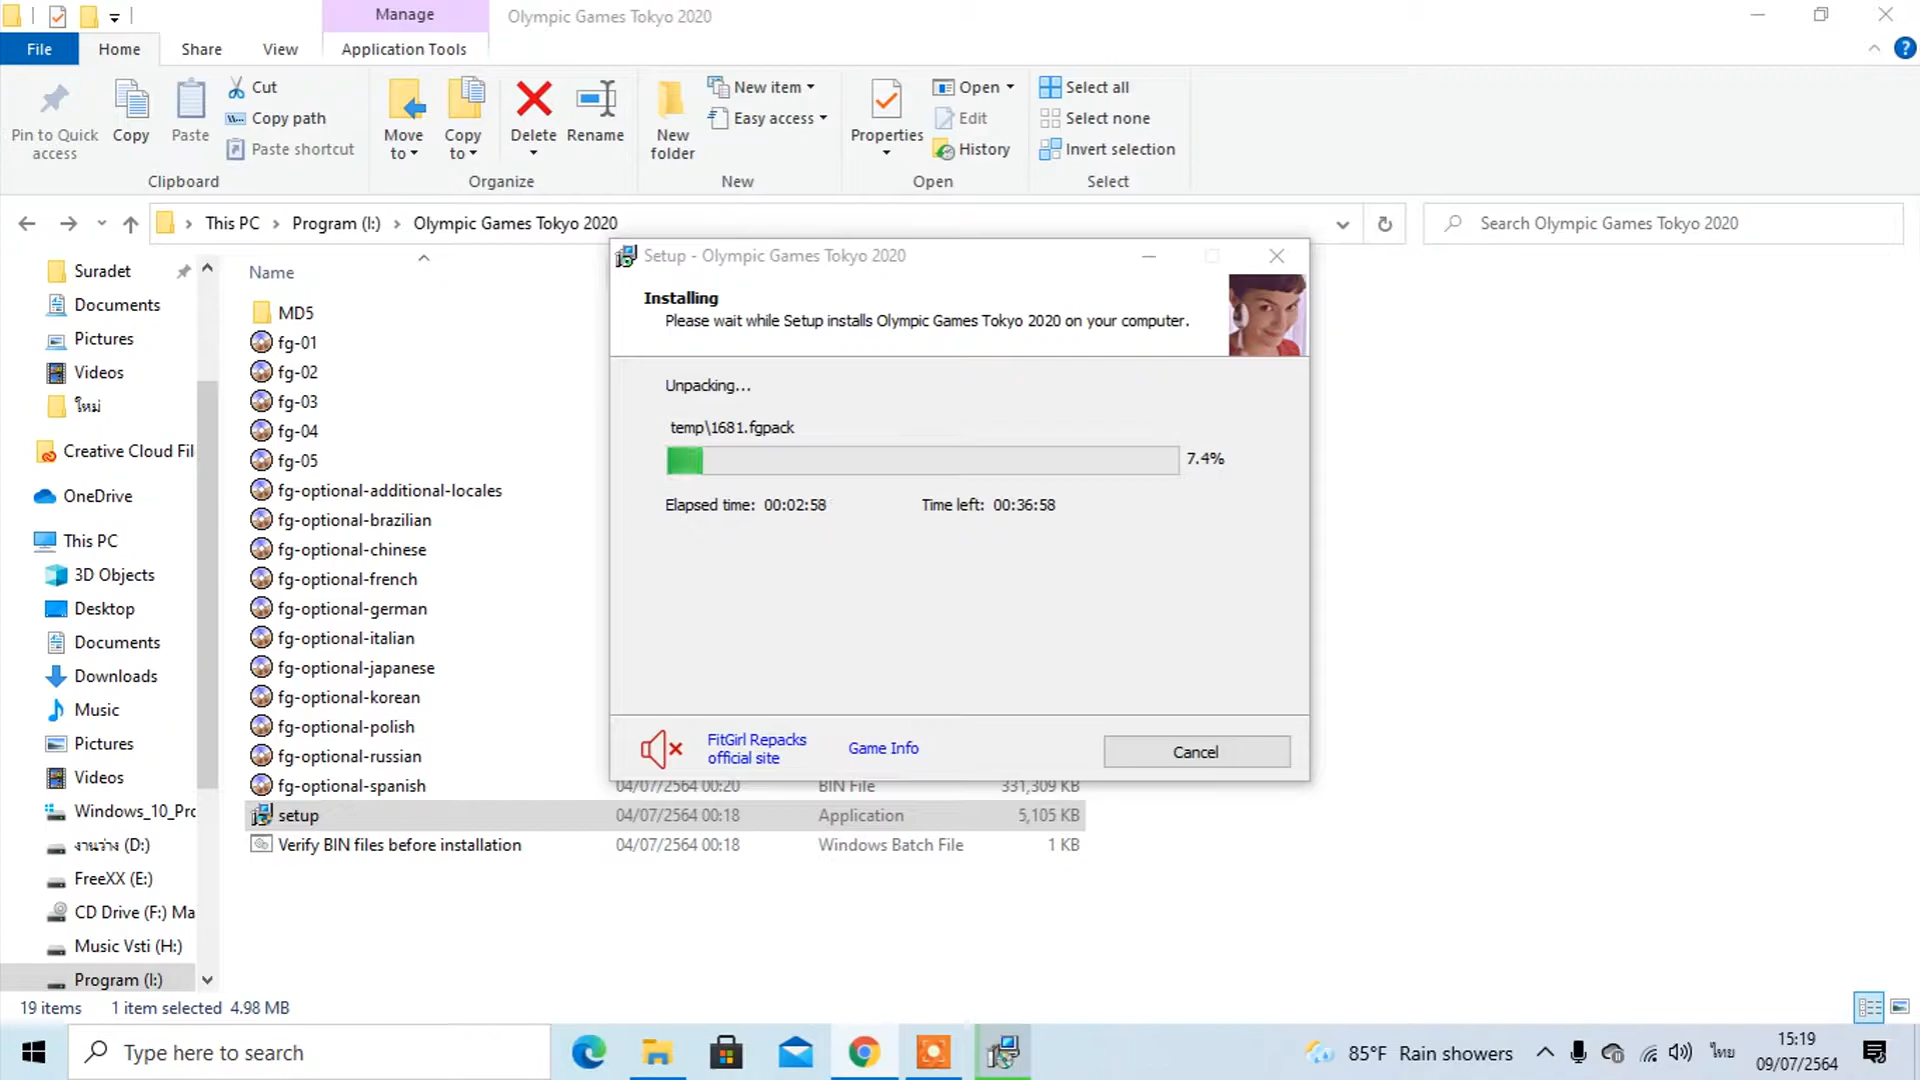 Manage
Olympic Games Tokyo 2020
File
Home
Share
View
Application Tools
Pin to Quick access
Copy
Paste
Cut
Copy path
Paste shortcut
Clipboard
Move to
Copy to
Delete
Rename
Organize
New folder
New item
Easy access
New
Properties
Open
Edit
History
Open
Select all
Select none
Invert selection
Select
This PC
Program (I:)
Olympic Games Tokyo 2020
Search Olympic Games Tokyo 2020
Suradet
Documents
Pictures
Videos
ใหม่
Creative Cloud Fil
OneDrive
This PC
3D Objects
Desktop
Documents
Downloads
Music
Pictures
Videos
Windows_10_Pro
งานว่าง (D:)
FreeXX (E:)
CD Drive (F:) Ma
Music Vsti (H:)
Program (I:)
Name
MD5
fg-01
fg-02
fg-03
fg-04
fg-05
fg-optional-additional-locales
fg-optional-brazilian
fg-optional-chinese
fg-optional-french
fg-optional-german
fg-optional-italian
fg-optional-japanese
fg-optional-korean
fg-optional-polish
fg-optional-russian
fg-optional-spanish 04/07/2564 00:20 BIN File 331,309 KB
setup 04/07/2564 00:18 Application 5,105 KB
Verify BIN files before installation 04/07/2564 00:18 Windows Batch File 1 KB
Setup - Olympic Games Tokyo 2020
Installing
Please wait while Setup installs Olympic Games Tokyo 2020 on your computer.
Unpacking...
temp\1681.fgpack
7.4%
Elapsed time: 00:02:58 Time left: 00:36:58
FitGirl Repacks
official site
Game Info
Cancel
19 items 1 item selected 4.98 MB
Type here to search
85°F Rain showers
ไทย
15:19
09/07/2564